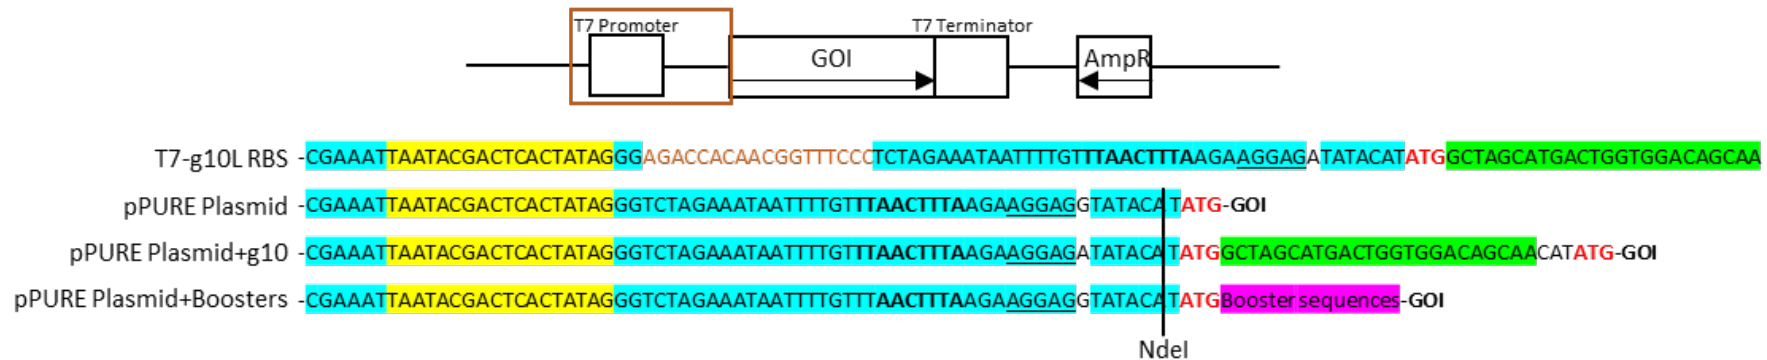 T7 Promoter T7 Terminator
GOI AmpR
T7-g10L RBS -CGAAATTAATACGACTCACTATAGGGAGACCACAACGGTTTCCCTCTAGAAATAATTTTGTTTAACTTTAAGAAGGAGATATACATATGGCTAGCATGACTGGTGGACAGCAA
pPURE Plasmid -CGAAATTAATACGACTCACTATAGGGTCTAGAAATAATTTTGTTTAACTTTAAGAAGGAGGTATACATATG-GOI
pPURE Plasmid+g10 -CGAAATTAATACGACTCACTATAGGGTCTAGAAATAATTTTGTTTAACTTTAAGAAGGAGATATACATATGGCTAGCATGACTGGTGGACAGCAACATATG-GOI
pPURE Plasmid+Boosters -CGAAATTAATACGACTCACTATAGGGTCTAGAAATAATTTTGTTTAACTTTAAGAAGGAGGTATACATATGBooster sequences-GOI
NdeI